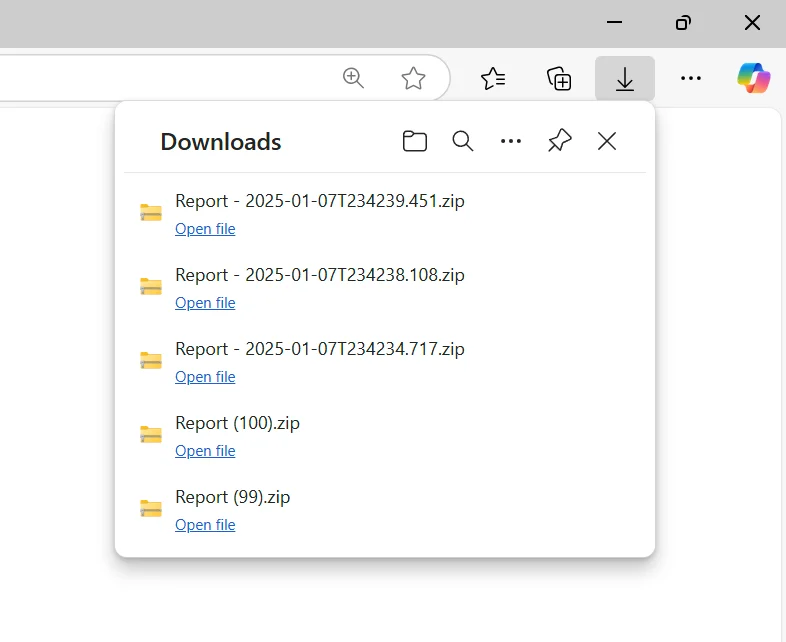 Downloads
Report - 2025-01-07T234239.451.zip
Open file
Report - 2025-01-07T234238.108.zip
Open file
Report - 2025-01-07T234234.717.zip
Open file
Report (100).zip
Open file
Report (99).zip
Open file